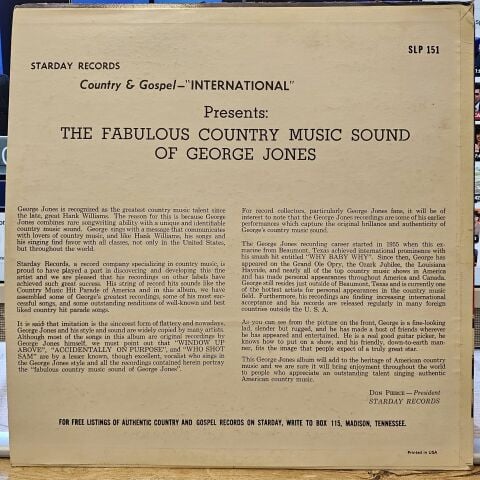 SLP 151
STARDAY RECORDS
Country & Gospel–"INTERNATIONAL"
Presents:
THE FABULOUS COUNTRY MUSIC SOUND
OF GEORGE JONES
George Jones is recognized as the greatest country music talent since
the late, great Hank Williams. The reason for this is because George
Jones combines rare songwriting ability with a unique and identifiable
country music sound. George sings with a message that communicates
with lovers of country music, and like Hank Williams, his songs and
his singing find favor with all classes, not only in the United States,
but throughout the world.
Starday Records, a record company specializing in country music, is
proud to have played a part in discovering and developing this fine
artist and we are pleased that his recordings on other labels have
achieved such great success. His string of record hits sounds like the
Country Music Hit Parade of America and in this album, we have
assembled some of George's greatest recordings, some of his most suc-
cessful songs, and some outstanding renditions of well-known and best
liked country hit parade songs.
It is said that imitation is the sincerest form of flattery and nowadays,
George Jones and his style and sound are widely copied by many artists.
Although most of the songs in this album are original recordings by
George Jones himself, we must point out that "WINDOW UP
ABOVE", "ACCIDENTALLY ON PURPOSE", and "WHO SHOT
SAM" are by a lesser known, though excellent, vocalist who sings in
the George Jones style and all the recordings contained herein portray
the "fabulous country music sound of George Jones".
For record collectors, particularly George Jones fans, it will be of
interest to note that the George Jones recordings are some of his earlier
performances which capture the original brilliance and authenticity of
George's country music sound.
The George Jones recording career started in 1955 when this ex-
marine from Beaumont, Texas achieved international prominence with
his smash hit entitled "WHY BABY WHY". Since then, George has
appeared on the Grand Ole Opry, the Ozark Jubilee, the Louisiana
Hayride, and nearly all of the top country music shows in America
and has made personal appearances throughout America and Canada.
George still resides just outside of Beaumont, Texas and is currently one
of the hottest artists in personal appearances in the country music
field. Furthermore, his recordings are finding increasing international
acceptance and his records are released regularly in many foreign
countries outside the U. S. A.
As you can see from the picture on the front, George is a fine-looking
lad, slender but rugged, and he has made a host of friends wherever
he has appeared and entertained. He is a real good guitar picker, he
knows how to put on a show, and his friendly, down-to-earth man-
ner, fits the image that people expect of a truly great star.
This George Jones album will add to the heritage of American country
music and we are sure it will bring enjoyment throughout the world
to people who appreciate an outstanding talent singing authentic
American country music.
DON PIERCE—President
STARDAY RECORDS
FOR FREE LISTINGS OF AUTHENTIC COUNTRY AND GOSPEL RECORDS ON STARDAY, WRITE TO BOX 115, MADISON, TENNESSEE.
Printed in USA